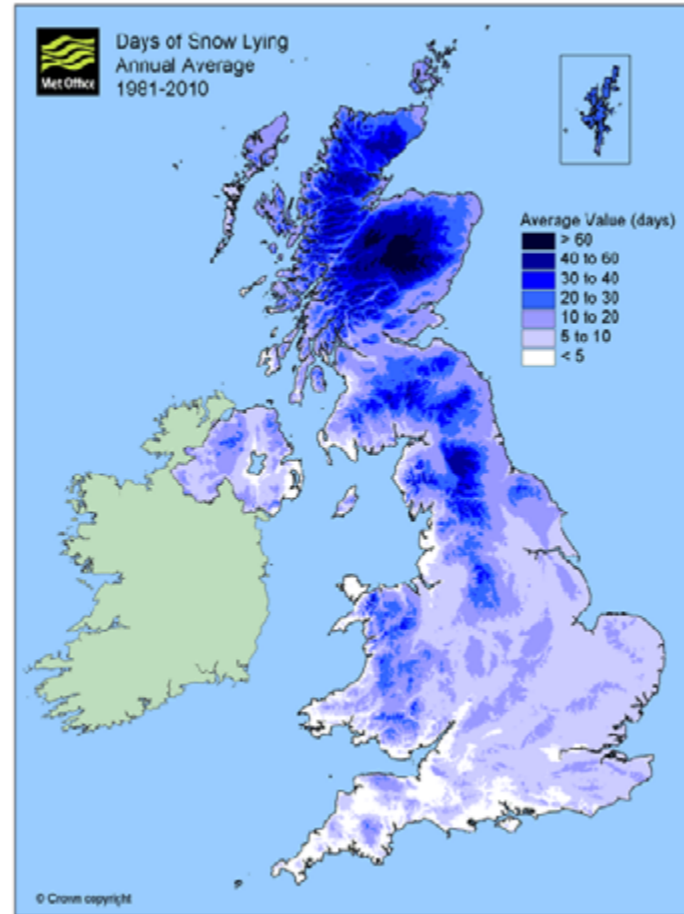 Met Office
Days of Snow Lying
Annual Average
1981-2010
Average Value (days)
> 60
40 to 60
30 to 40
20 to 30
10 to 20
5 to 10
< 5
© Crown copyright